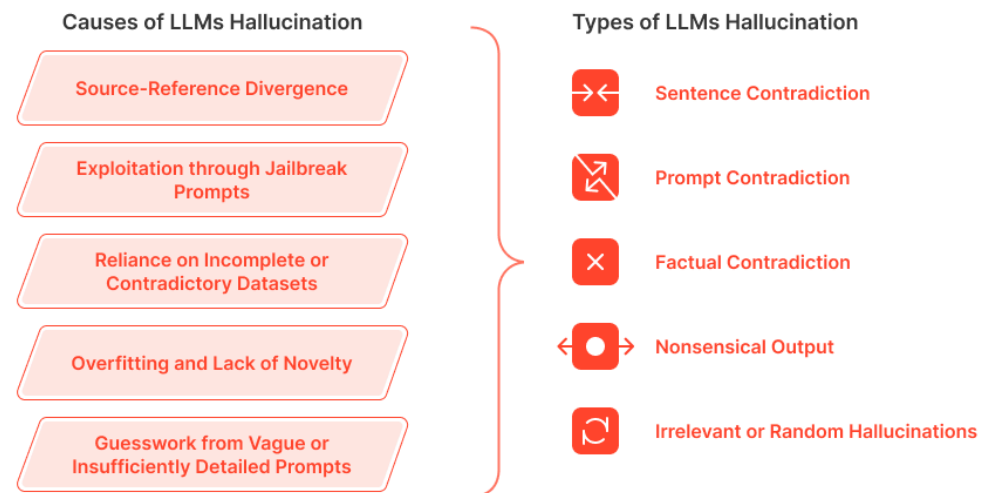 Causes of LLMs Hallucination
Source-Reference Divergence
Exploitation through Jailbreak
Prompts
Reliance on Incomplete or
Contradictory Datasets
Overfitting and Lack of Novelty
Guesswork from Vague or
Insufficiently Detailed Prompts
Types of LLMs Hallucination
Sentence Contradiction
Prompt Contradiction
Factual Contradiction
Nonsensical Output
Irrelevant or Random Hallucinations